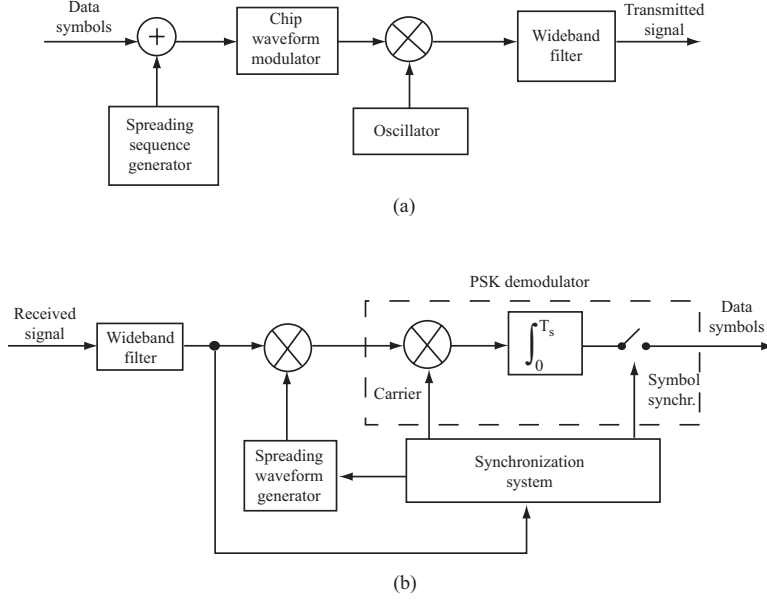 Data
symbols
+
Chip
waveform
modulator
Wideband
filter
Transmitted
signal
Spreading
sequence
generator
Oscillator
(a)
PSK demodulator
Received
signal
Wideband
filter
∫₀ᵀˢ
Data
symbols
Carrier
Symbol
synchr.
Spreading
waveform
generator
Synchronization
system
(b)